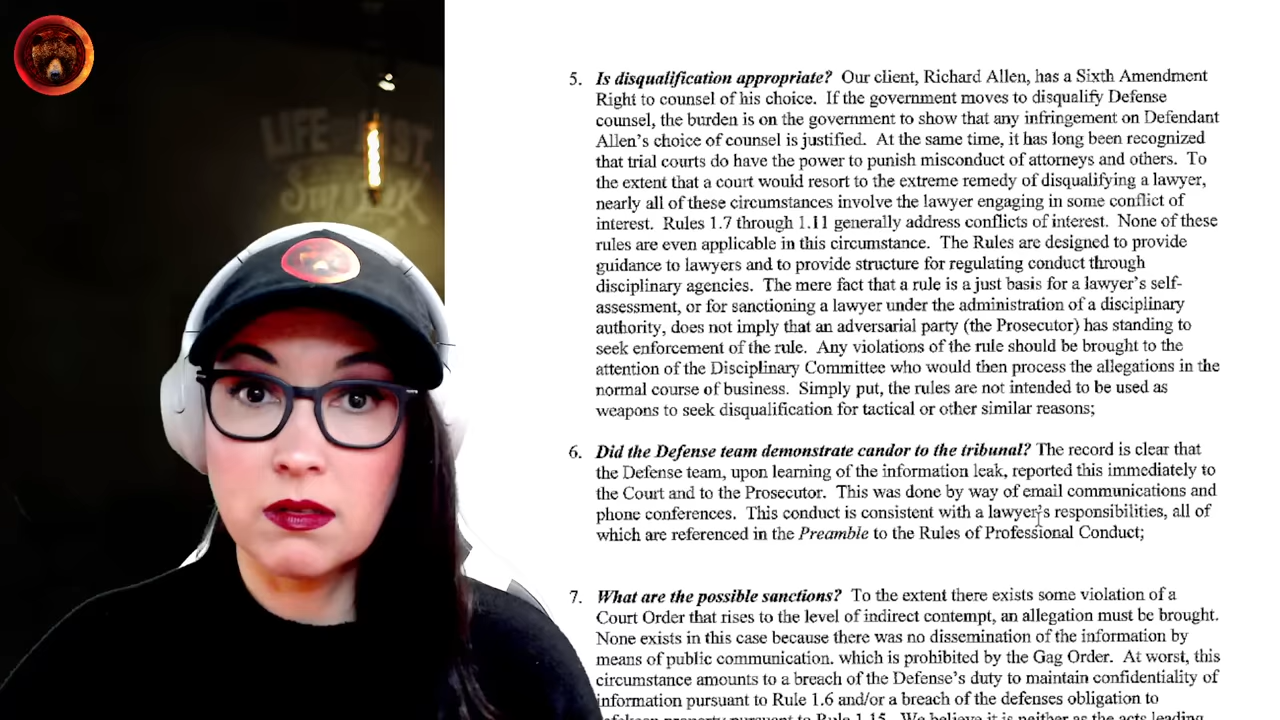 LIFE
5. Is disqualification appropriate? Our client, Richard Allen, has a Sixth Amendment
Right to counsel of his choice. If the government moves to disqualify Defense
counsel, the burden is on the government to show that any infringement on Defendant
Allen's choice of counsel is justified. At the same time, it has long been recognized
that trial courts do have the power to punish misconduct of attorneys and others. To
the extent that a court would resort to the extreme remedy of disqualifying a lawyer,
nearly all of these circumstances involve the lawyer engaging in some conflict of
interest. Rules 1.7 through 1.11 generally address conflicts of interest. None of these
rules are even applicable in this circumstance. The Rules are designed to provide
guidance to lawyers and to provide structure for regulating conduct through
disciplinary agencies. The mere fact that a rule is a just basis for a lawyer's self-
assessment, or for sanctioning a lawyer under the administration of a disciplinary
authority, does not imply that an adversarial party (the Prosecutor) has standing to
seek enforcement of the rule. Any violations of the rule should be brought to the
attention of the Disciplinary Committee who would then process the allegations in the
normal course of business. Simply put, the rules are not intended to be used as
weapons to seek disqualification for tactical or other similar reasons;
6. Did the Defense team demonstrate candor to the tribunal? The record is clear that
the Defense team, upon learning of the information leak, reported this immediately to
the Court and to the Prosecutor. This was done by way of email communications and
phone conferences. This conduct is consistent with a lawyer's responsibilities, all of
which are referenced in the Preamble to the Rules of Professional Conduct;
7. What are the possible sanctions? To the extent there exists some violation of a
Court Order that rises to the level of indirect contempt, an allegation must be brought.
None exists in this case because there was no dissemination of the information by
means of public communication. which is prohibited by the Gag Order. At worst, this
circumstance amounts to a breach of the Defense's duty to maintain confidentiality of
information pursuant to Rule 1.6 and/or a breach of the defenses obligation to
property pursuant to Rule 1.15. We believe it is neither as the acts leading